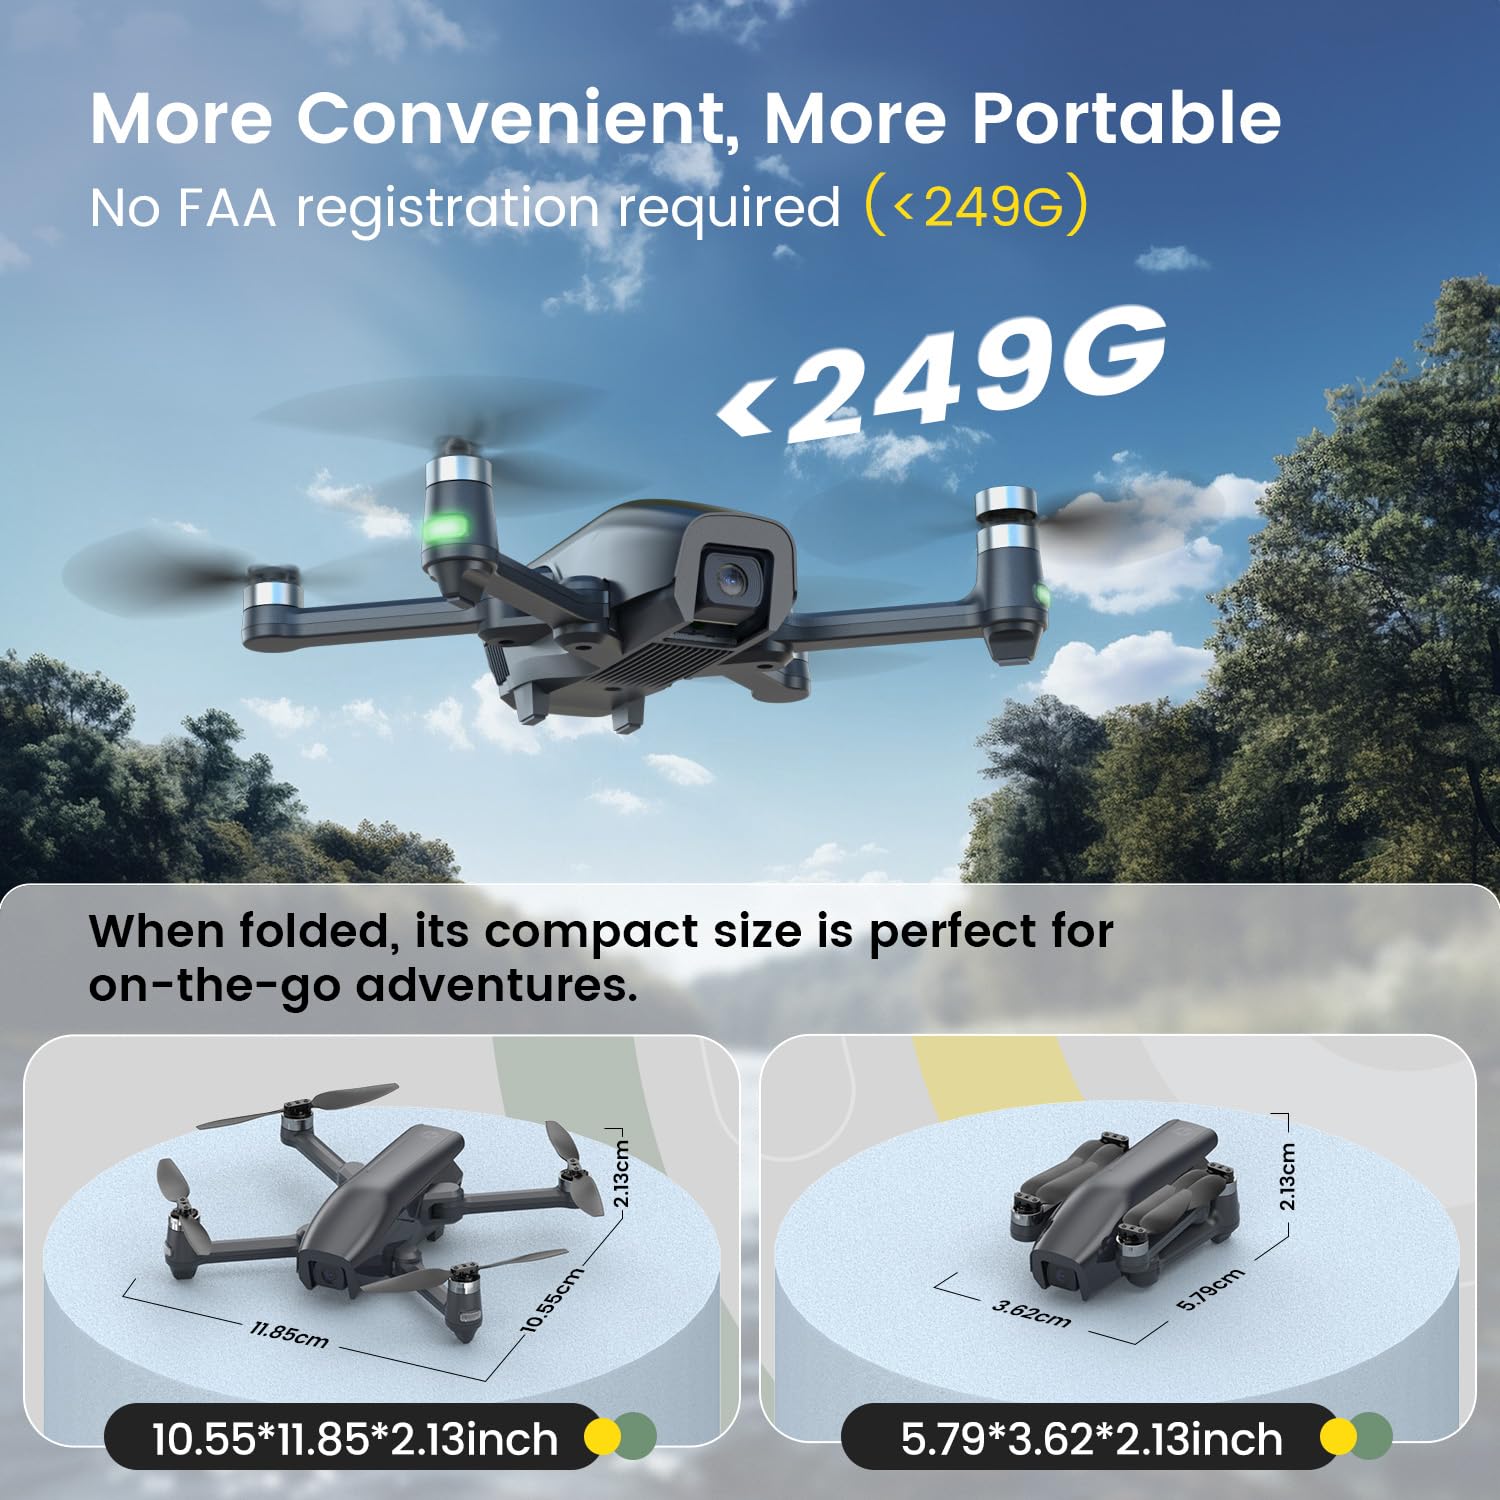 More Convenient, More Portable
No FAA registration required (<249G)
<249G
When folded, its compact size is perfect for
on-the-go adventures.
2.13cm
10.55cm
11.85cm
10.55*11.85*2.13inch
2.13cm
5.79cm
3.62cm
5.79*3.62*2.13inch